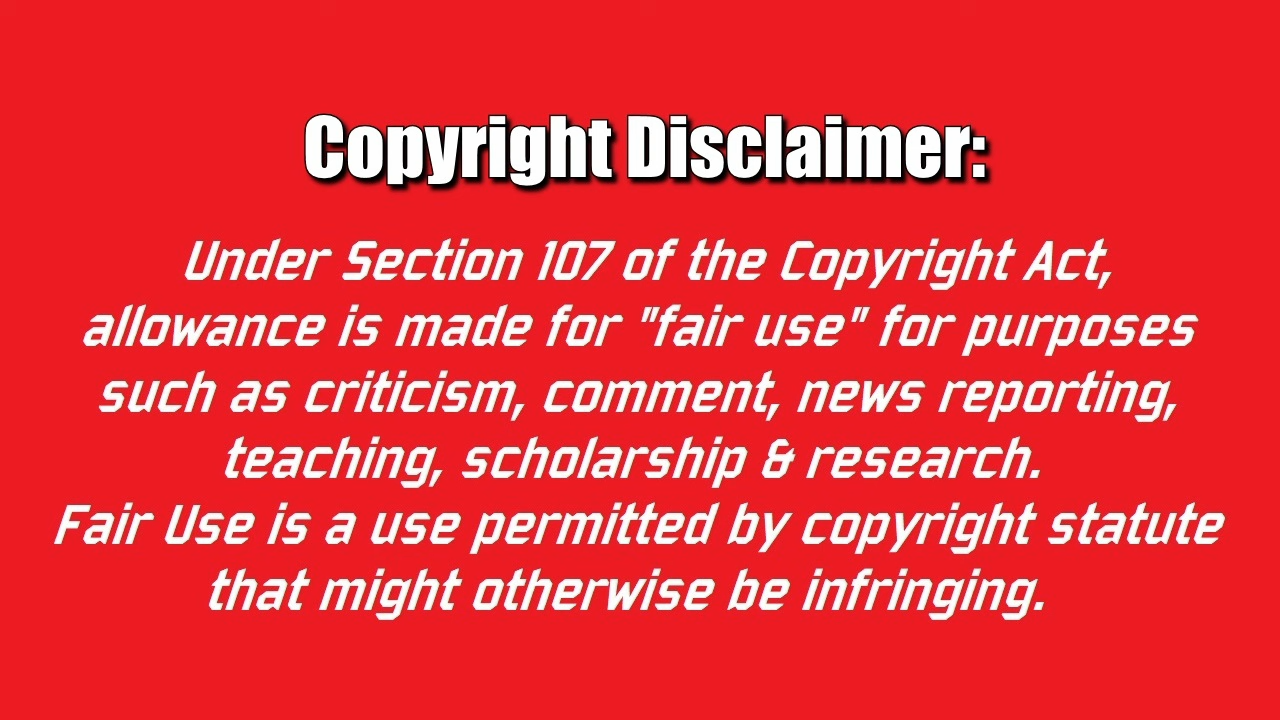 Copyright Disclaimer:
Under Section 107 of the Copyright Act,
allowance is made for "fair use" for purposes
such as criticism, comment, news reporting,
teaching, scholarship & research.
Fair Use is a use permitted by copyright statute
that might otherwise be infringing.